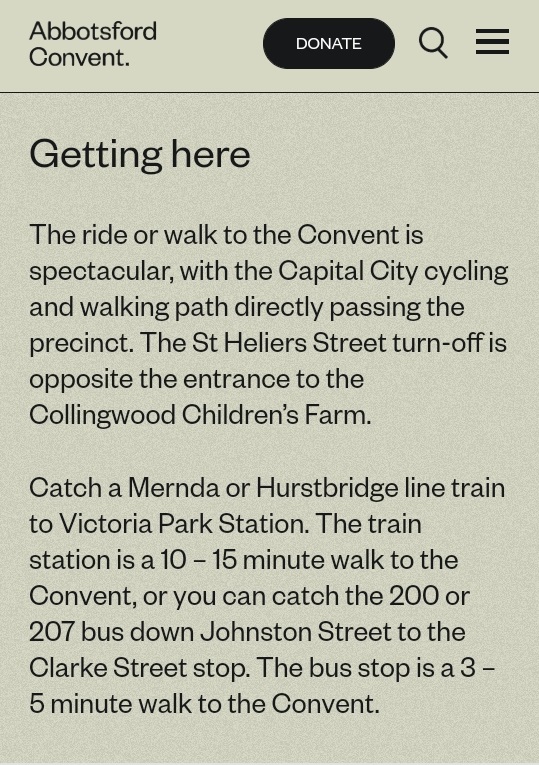 Abbotsford
Convent.
DONATE
Getting here
The ride or walk to the Convent is
spectacular, with the Capital City cycling
and walking path directly passing the
precinct. The St Heliers Street turn-off is
opposite the entrance to the
Collingwood Children’s Farm.
Catch a Mernda or Hurstbridge line train
to Victoria Park Station. The train
station is a 10 – 15 minute walk to the
Convent, or you can catch the 200 or
207 bus down Johnston Street to the
Clarke Street stop. The bus stop is a 3 –
5 minute walk to the Convent.